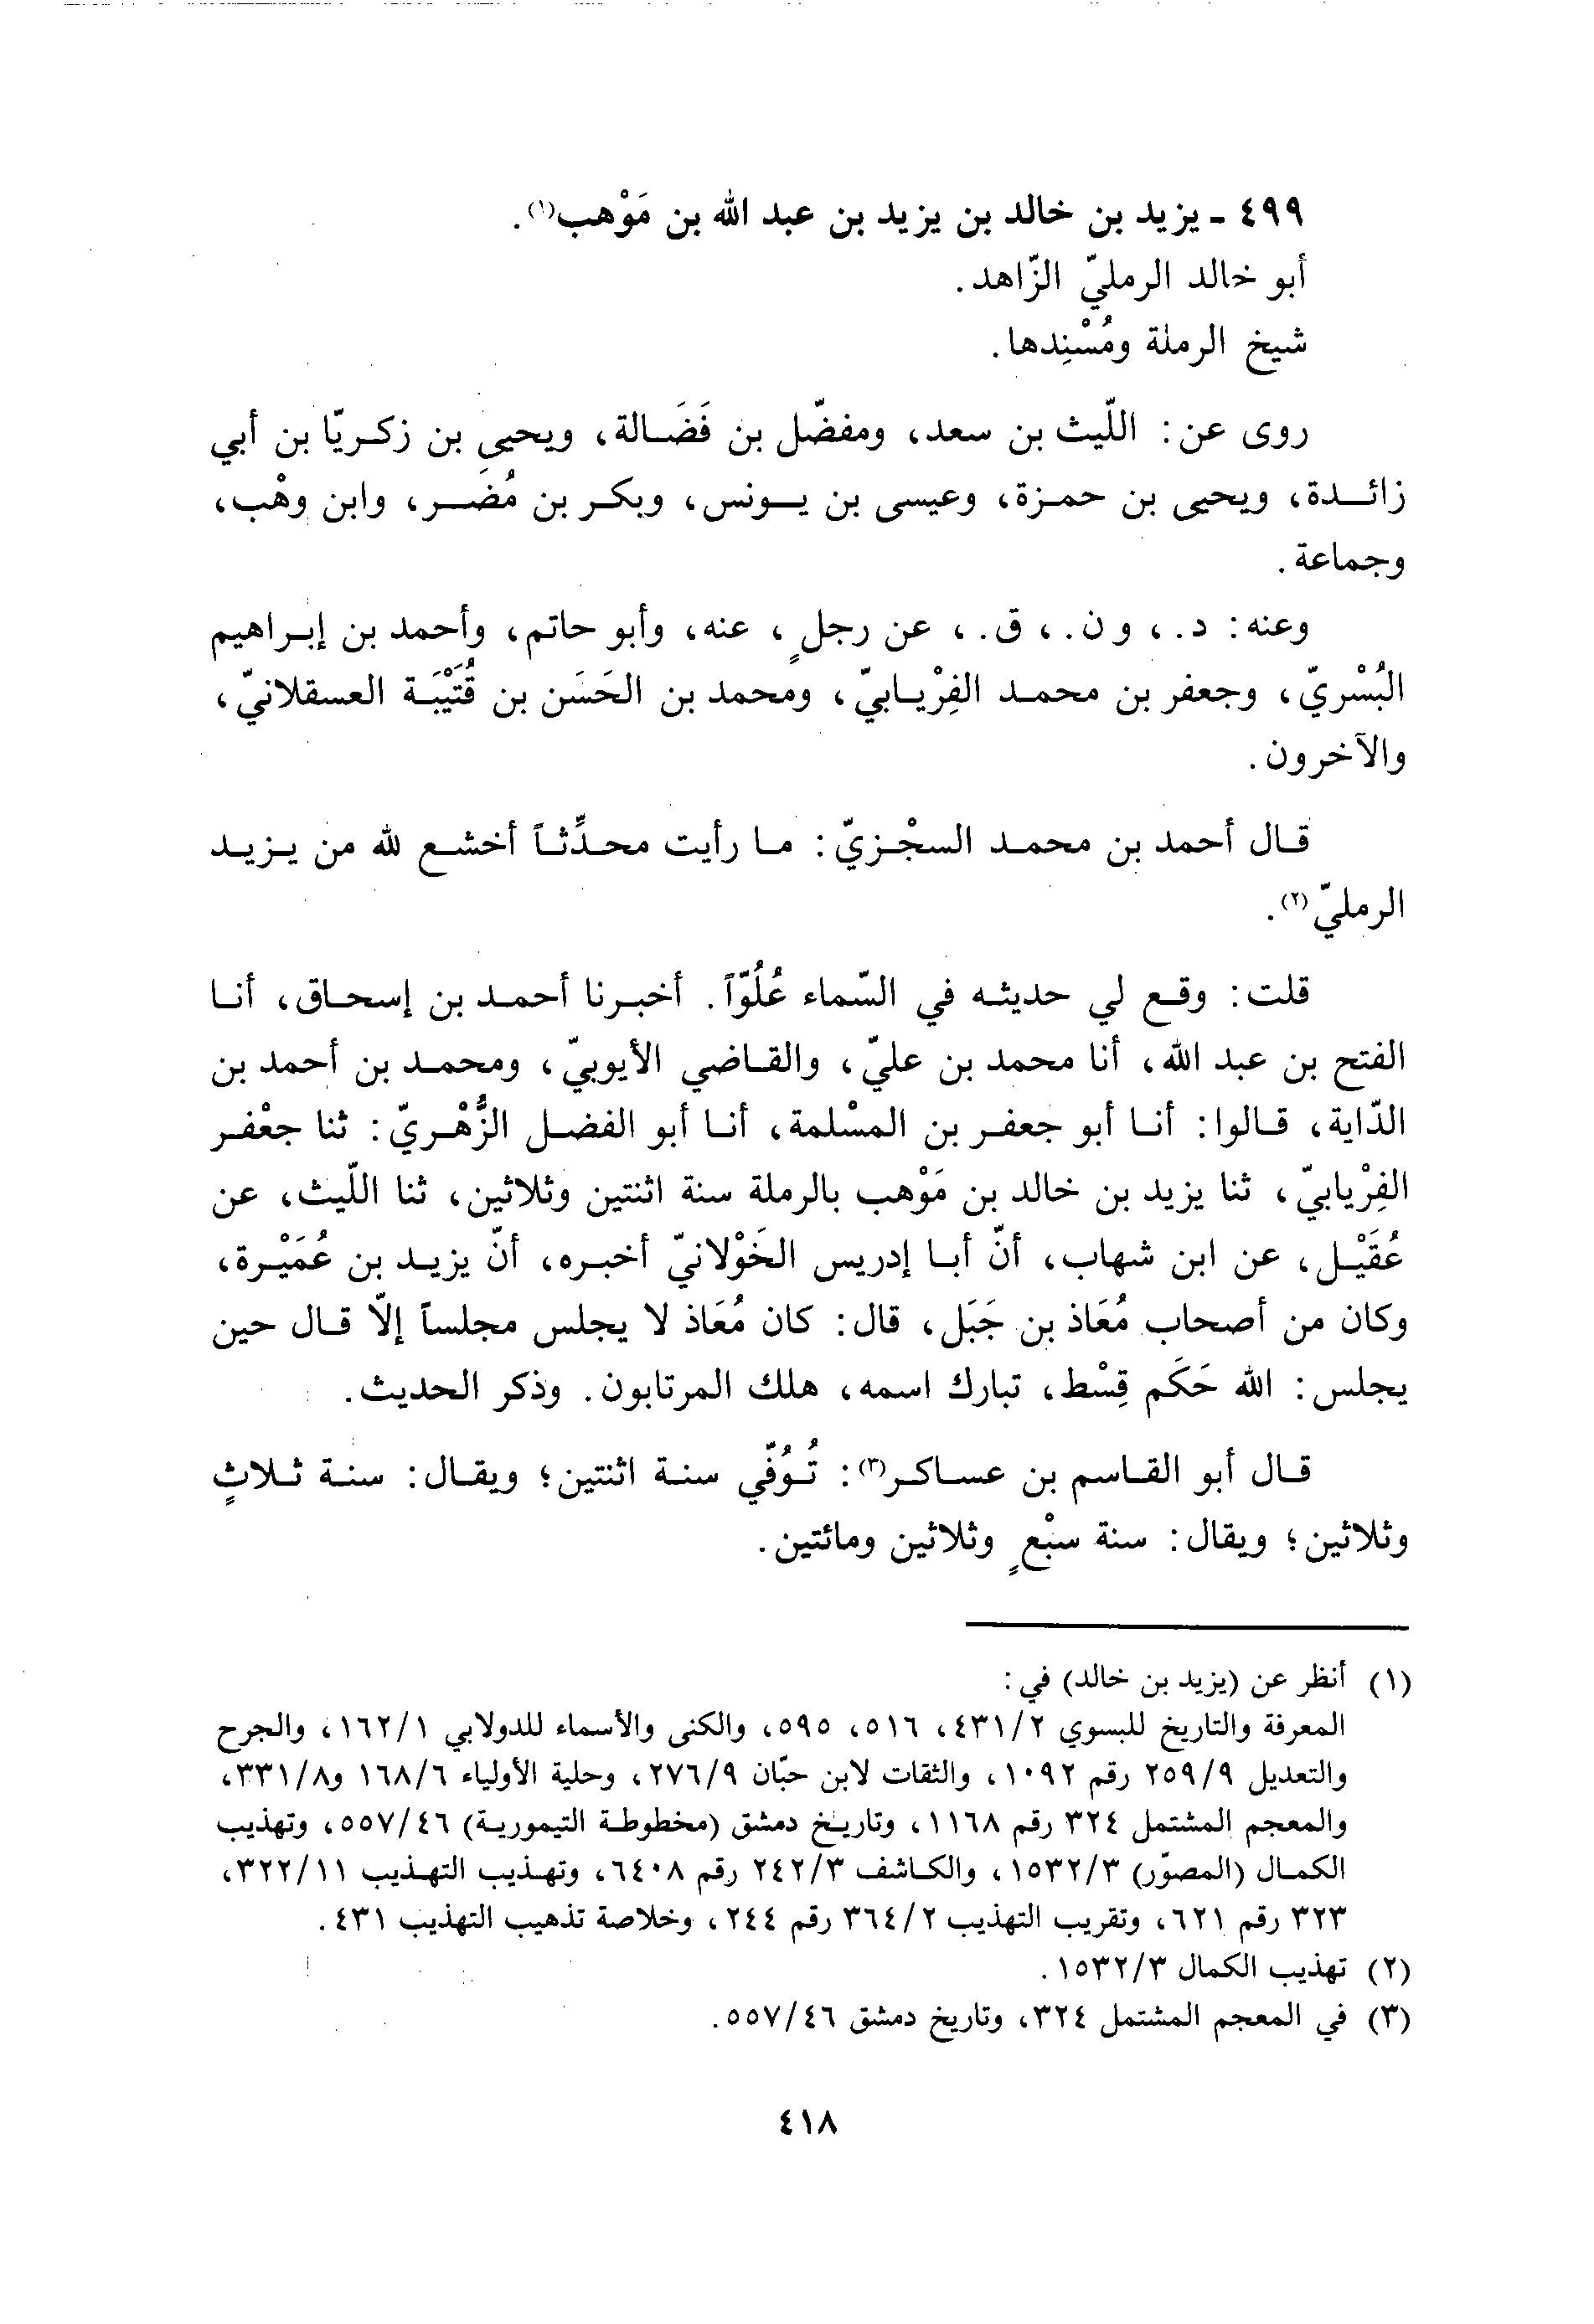 ٤٩٩ - يزيد بن خالد بن يزيد بن عبد الله بن مَوْهب(١).
أبو خالد الرمليّ الزّاهد.
شيخ الرملة ومُسْنِدها.
روى عن: اللّيث بن سعد، ومفضّل بن فَضَالة، ويحيى بن زكريّا بن أبي
زائدة، ويحيى بن حمزة، وعيسى بن يونس، وبكر بن مُضَر، وابن وهْب،
وجماعة.
وعنه: د.، و ن.، ق.، عن رجلٍ، عنه، وأبو حاتم، وأحمد بن إبراهيم
البُسْريّ، وجعفر بن محمد الفِرْيابيّ، ومحمد بن الحَسَن بن قُتَيْبَة العسقلانيّ،
والآخرون.
قال أحمد بن محمد السجْزيّ: ما رأيت محدِّثاً أخشع لله من يزيد
الرمليّ(٢).
قلت: وقع لي حديثه في السّماء عُلُوّاً. أخبرنا أحمد بن إسحاق، أنا
الفتح بن عبد الله، أنا محمد بن عليّ، والقاضي الأيوبيّ، ومحمد بن أحمد بن
الدّاية، قالوا: أنا أبو جعفر بن المسْلمة، أنا أبو الفضل الزُّهْريّ: ثنا جعْفر
الفِرْيابيّ، ثنا يزيد بن خالد بن مَوْهب بالرملة سنة اثنتين وثلاثين، ثنا اللّيث، عن
عُقَيْل، عن ابن شهاب، أنّ أبا إدريس الخَوْلانيّ أخبره، أنّ يزيد بن عُمَيْرة،
وكان من أصحاب مُعَاذ بن جَبَل، قال: كان مُعَاذ لا يجلس مجلساً إلّا قال حين
يجلس: الله حَكَم قِسْط، تبارك اسمه، هلك المرتابون. وذكر الحديث.
قال أبو القاسم بن عساكر(٣): تُوُفّي سنة اثنتين؛ ويقال: سنة ثلاثٍ
وثلاثين؛ ويقال: سنة سبْعٍ وثلاثين ومائتين.
(١) أنظر عن (يزيد بن خالد) في:
المعرفة والتاريخ للبسوي ٤٣١/٢، ٥١٦، ٥٩٥، والكنى والأسماء للدولابي ١٦٢/١، والجرح
والتعديل ٢٥٩/٩ رقم ١٠٩٢، والثقات لابن حبّان ٢٧٦/٩، وحلية الأولياء ١٦٨/٦ و٣٣١/٨،
والمعجم المشتمل ٣٢٤ رقم ١١٦٨، وتاريخ دمشق (مخطوطة التيمورية) ٥٥٧/٤٦، وتهذيب
الكمال (المصوّر) ١٥٣٢/٣، والكاشف ٢٤٢/٣ رقم ٦٤٠٨، وتهذيب التهذيب ٣٢٢/١١،
٣٢٣ رقم ٦٢١، وتقريب التهذيب ٣٦٤/٢ رقم ٢٤٤، وخلاصة تذهيب التهذيب ٤٣١.
(٢) تهذيب الكمال ١٥٣٢/٣.
(٣) في المعجم المشتمل ٣٢٤، وتاريخ دمشق ٥٥٧/٤٦.
٤١٨